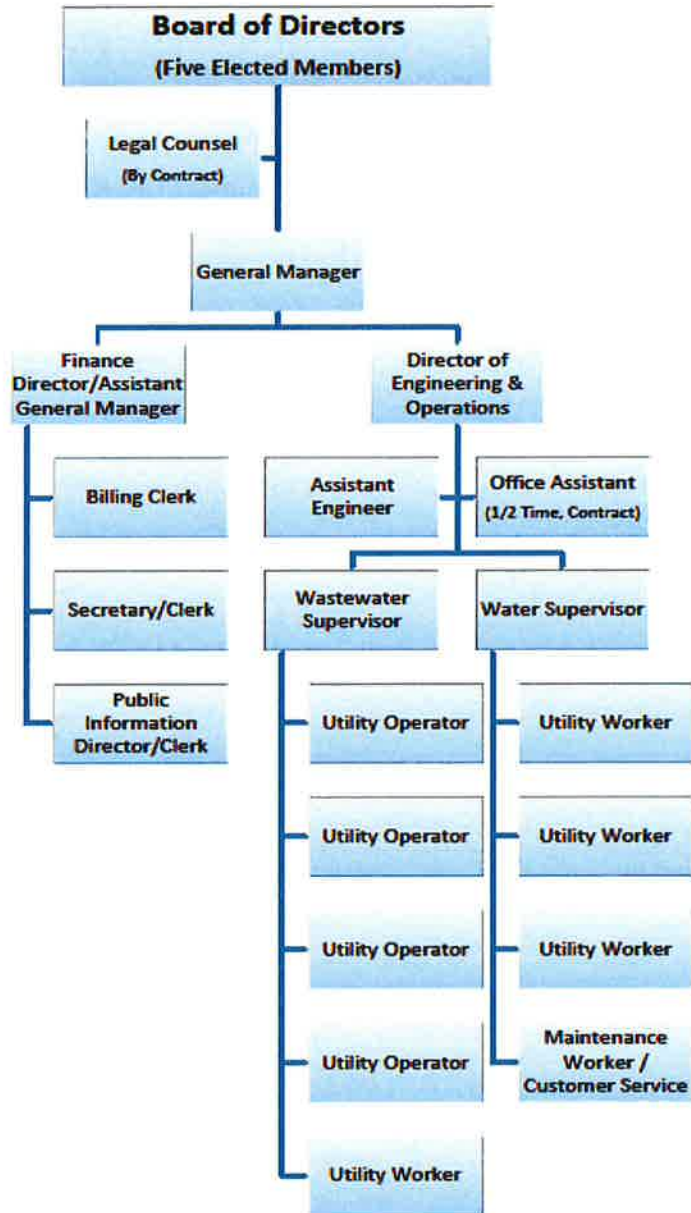 Board of Directors
(Five Elected Members)
Legal Counsel
(By Contract)
General Manager
Finance
Director/Assistant
General Manager
Director of
Engineering &
Operations
Billing Clerk
Assistant
Engineer
Office Assistant
(1/2 Time, Contract)
Secretary/Clerk
Wastewater
Supervisor
Water Supervisor
Public
Information
Director/Clerk
Utility Operator
Utility Worker
Utility Operator
Utility Worker
Utility Operator
Utility Worker
Utility Operator
Maintenance
Worker /
Customer Service
Utility Worker